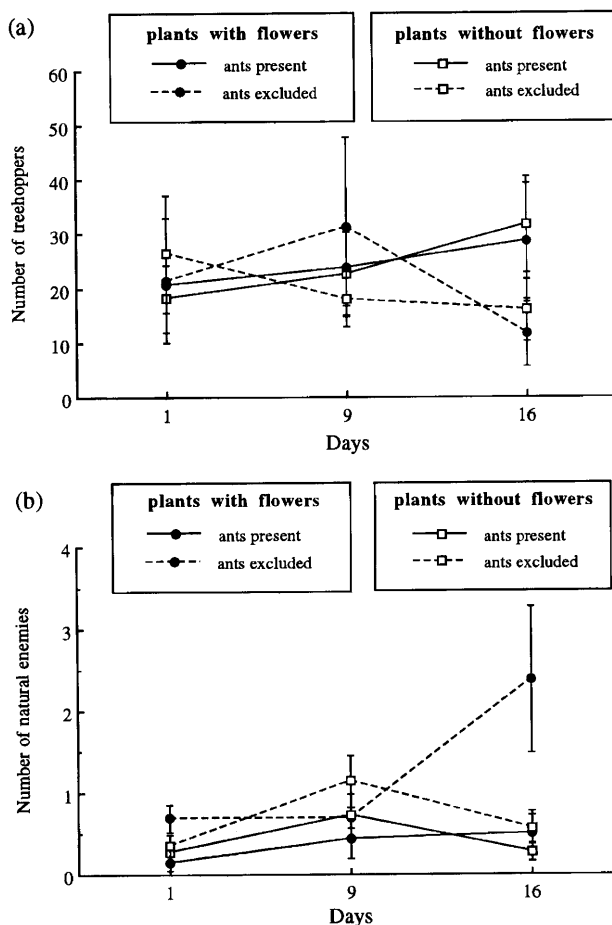 (a)
plants with flowers
ants present
ants excluded
plants without flowers
ants present
ants excluded
Number of treehoppers
60
50
40
30
20
10
0
1 9 16
Days
(b)
plants with flowers
ants present
ants excluded
plants without flowers
ants present
ants excluded
Number of natural enemies
4
3
2
1
0
1 9 16
Days